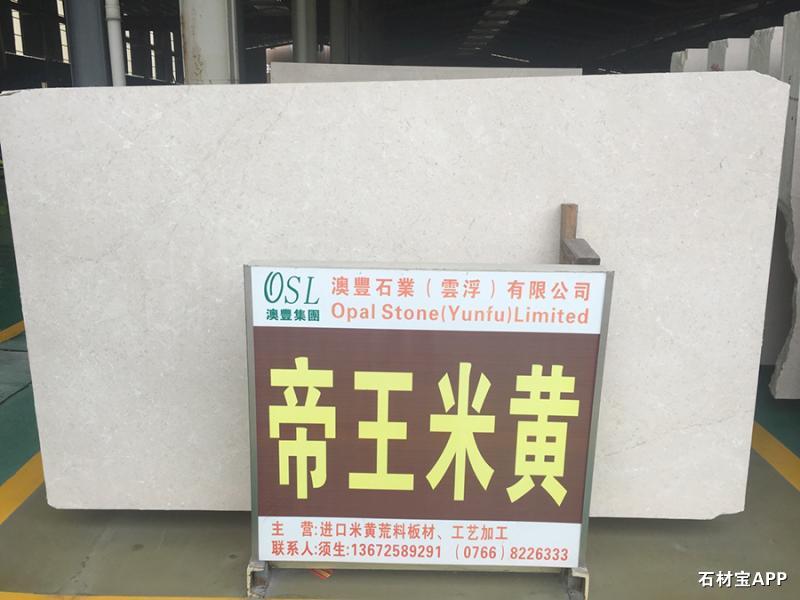 OSL
澳豐集團
澳豐石業（雲浮）有限公司
Opal Stone(Yunfu)Limited
帝王米黄
主 营:进口米黄荒料板材、工艺加工
联系人:须生:13672589291 (0766)8226333
石材宝APP